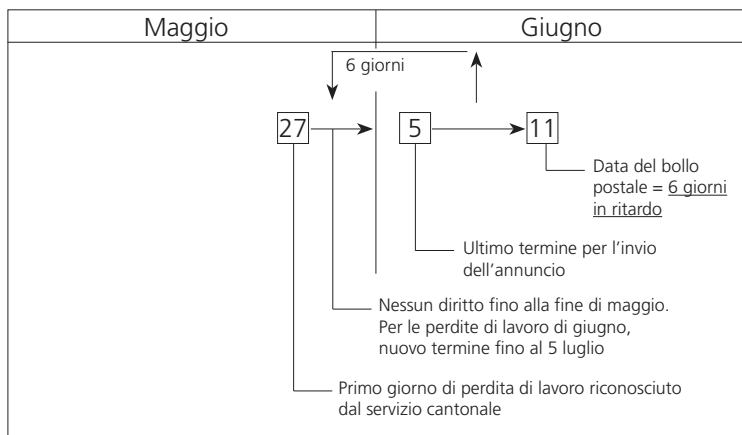 Maggio
Giugno
6 giorni
27
5
11
Data del bollo
postale = 6 giorni
in ritardo
Ultimo termine per l’invio
dell’annuncio
Nessun diritto fino alla fine di maggio.
Per le perdite di lavoro di giugno,
nuovo termine fino al 5 luglio
Primo giorno di perdita di lavoro riconosciuto
dal servizio cantonale